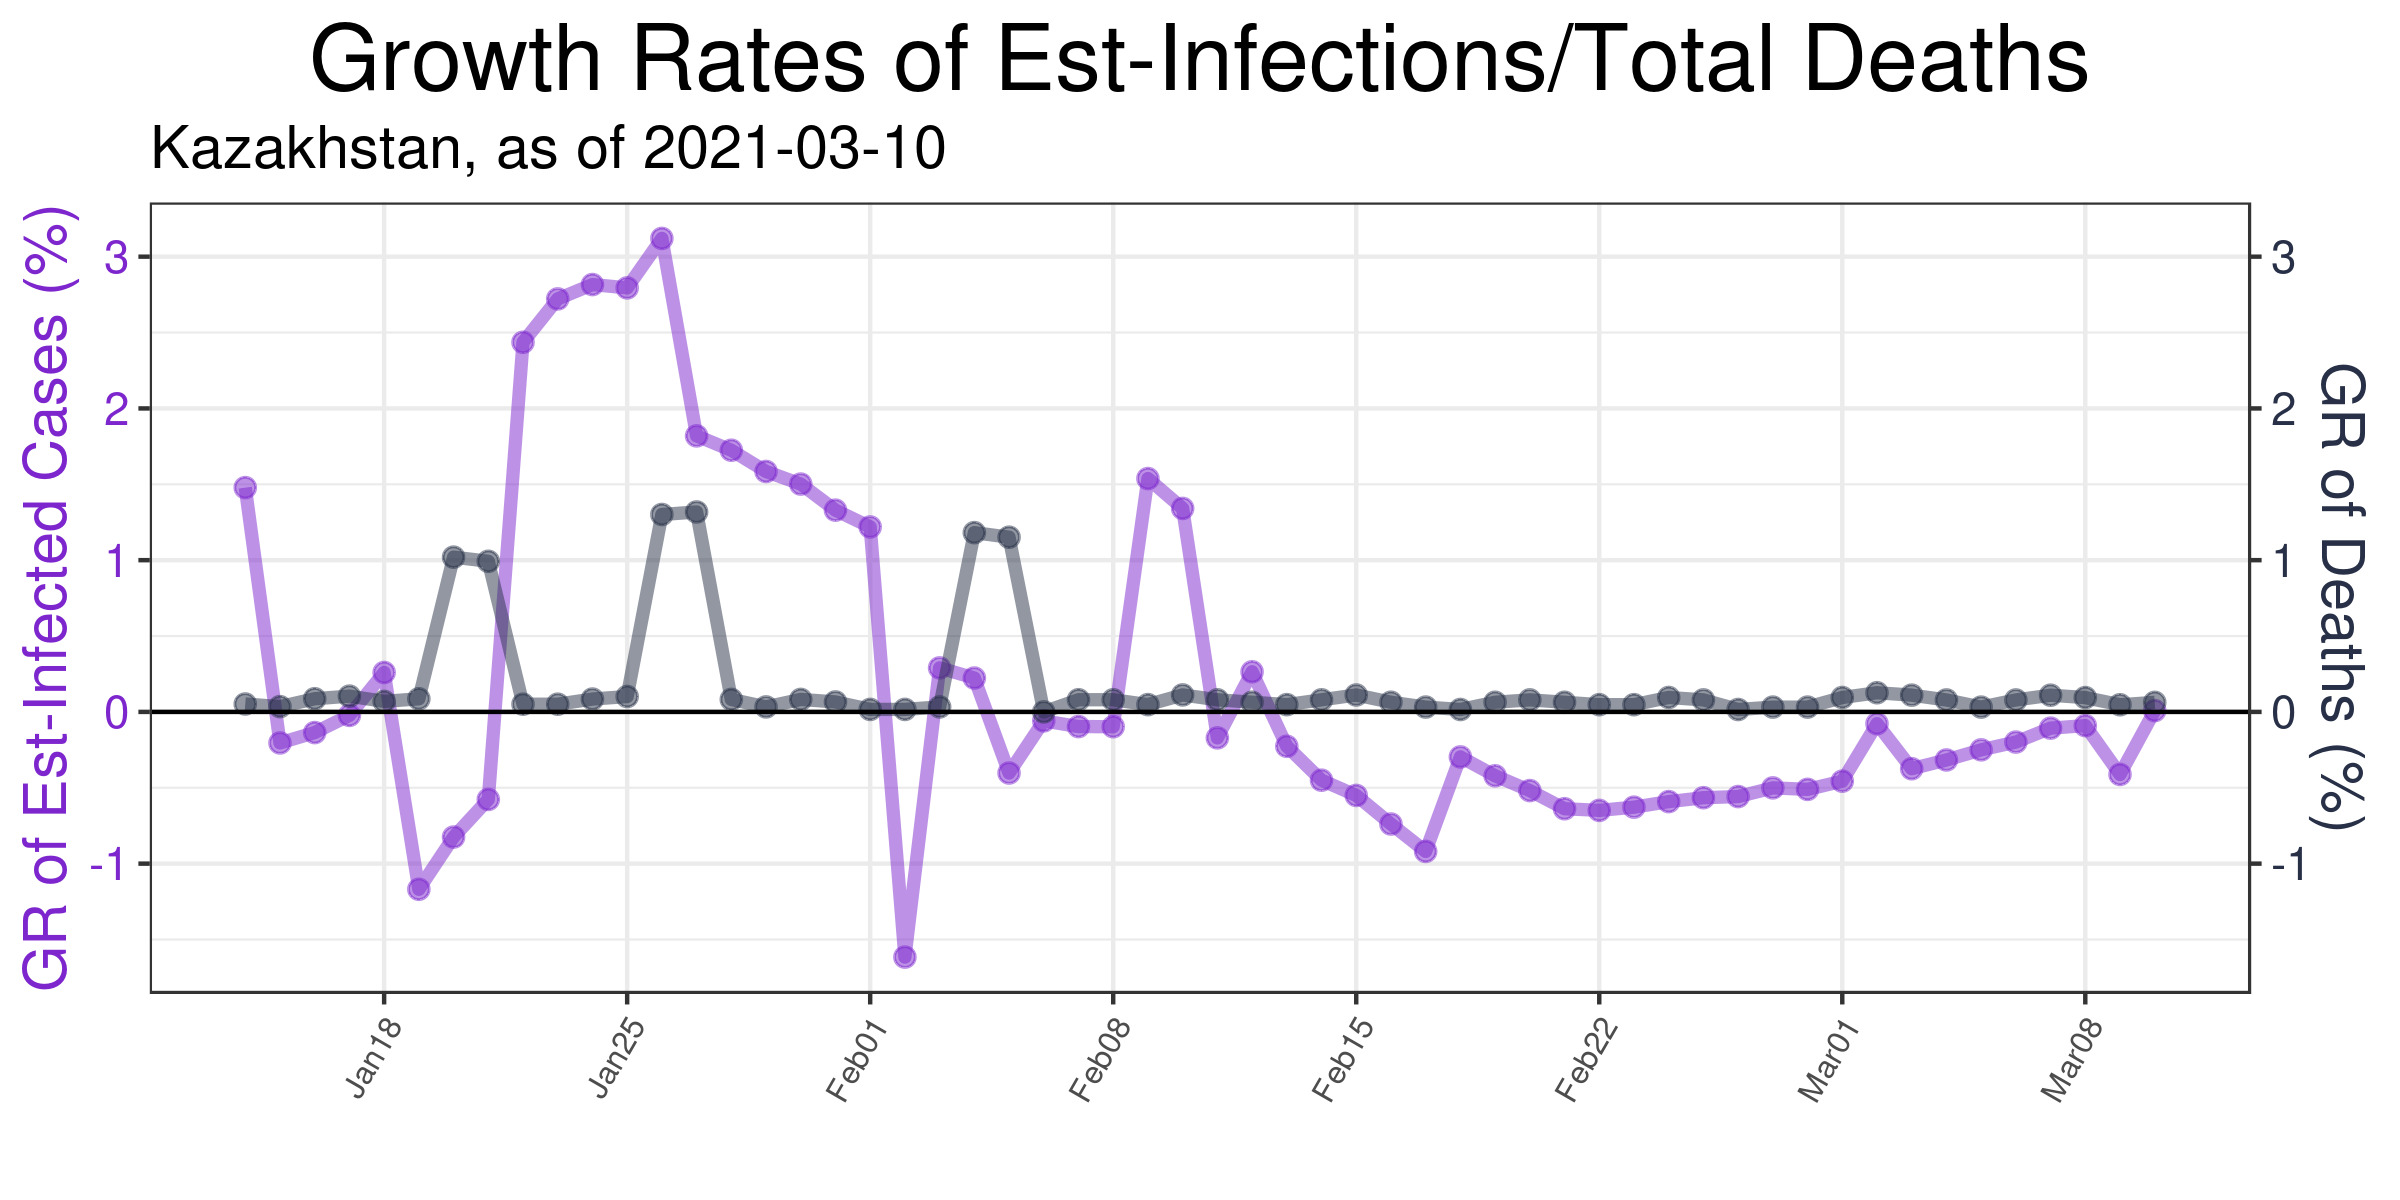 Growth Rates of Est-Infections/Total Deaths
Kazakhstan, as of 2021-03-10
GR of Est-Infected Cases (%)
3
2
1
0
-1
3
2
1
0
-1
GR of Deaths (%)
Jan18
Jan25
Feb01
Feb08
Feb15
Feb22
Mar01
Mar08